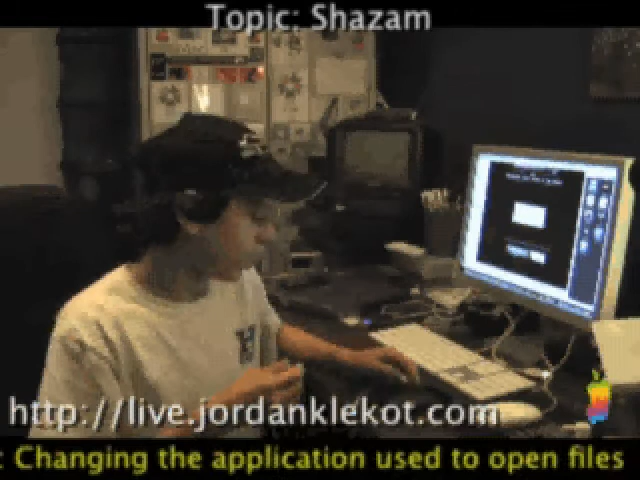 Topic: Shazam
http://live.jordanklekot.com
: Changing the application used to open files